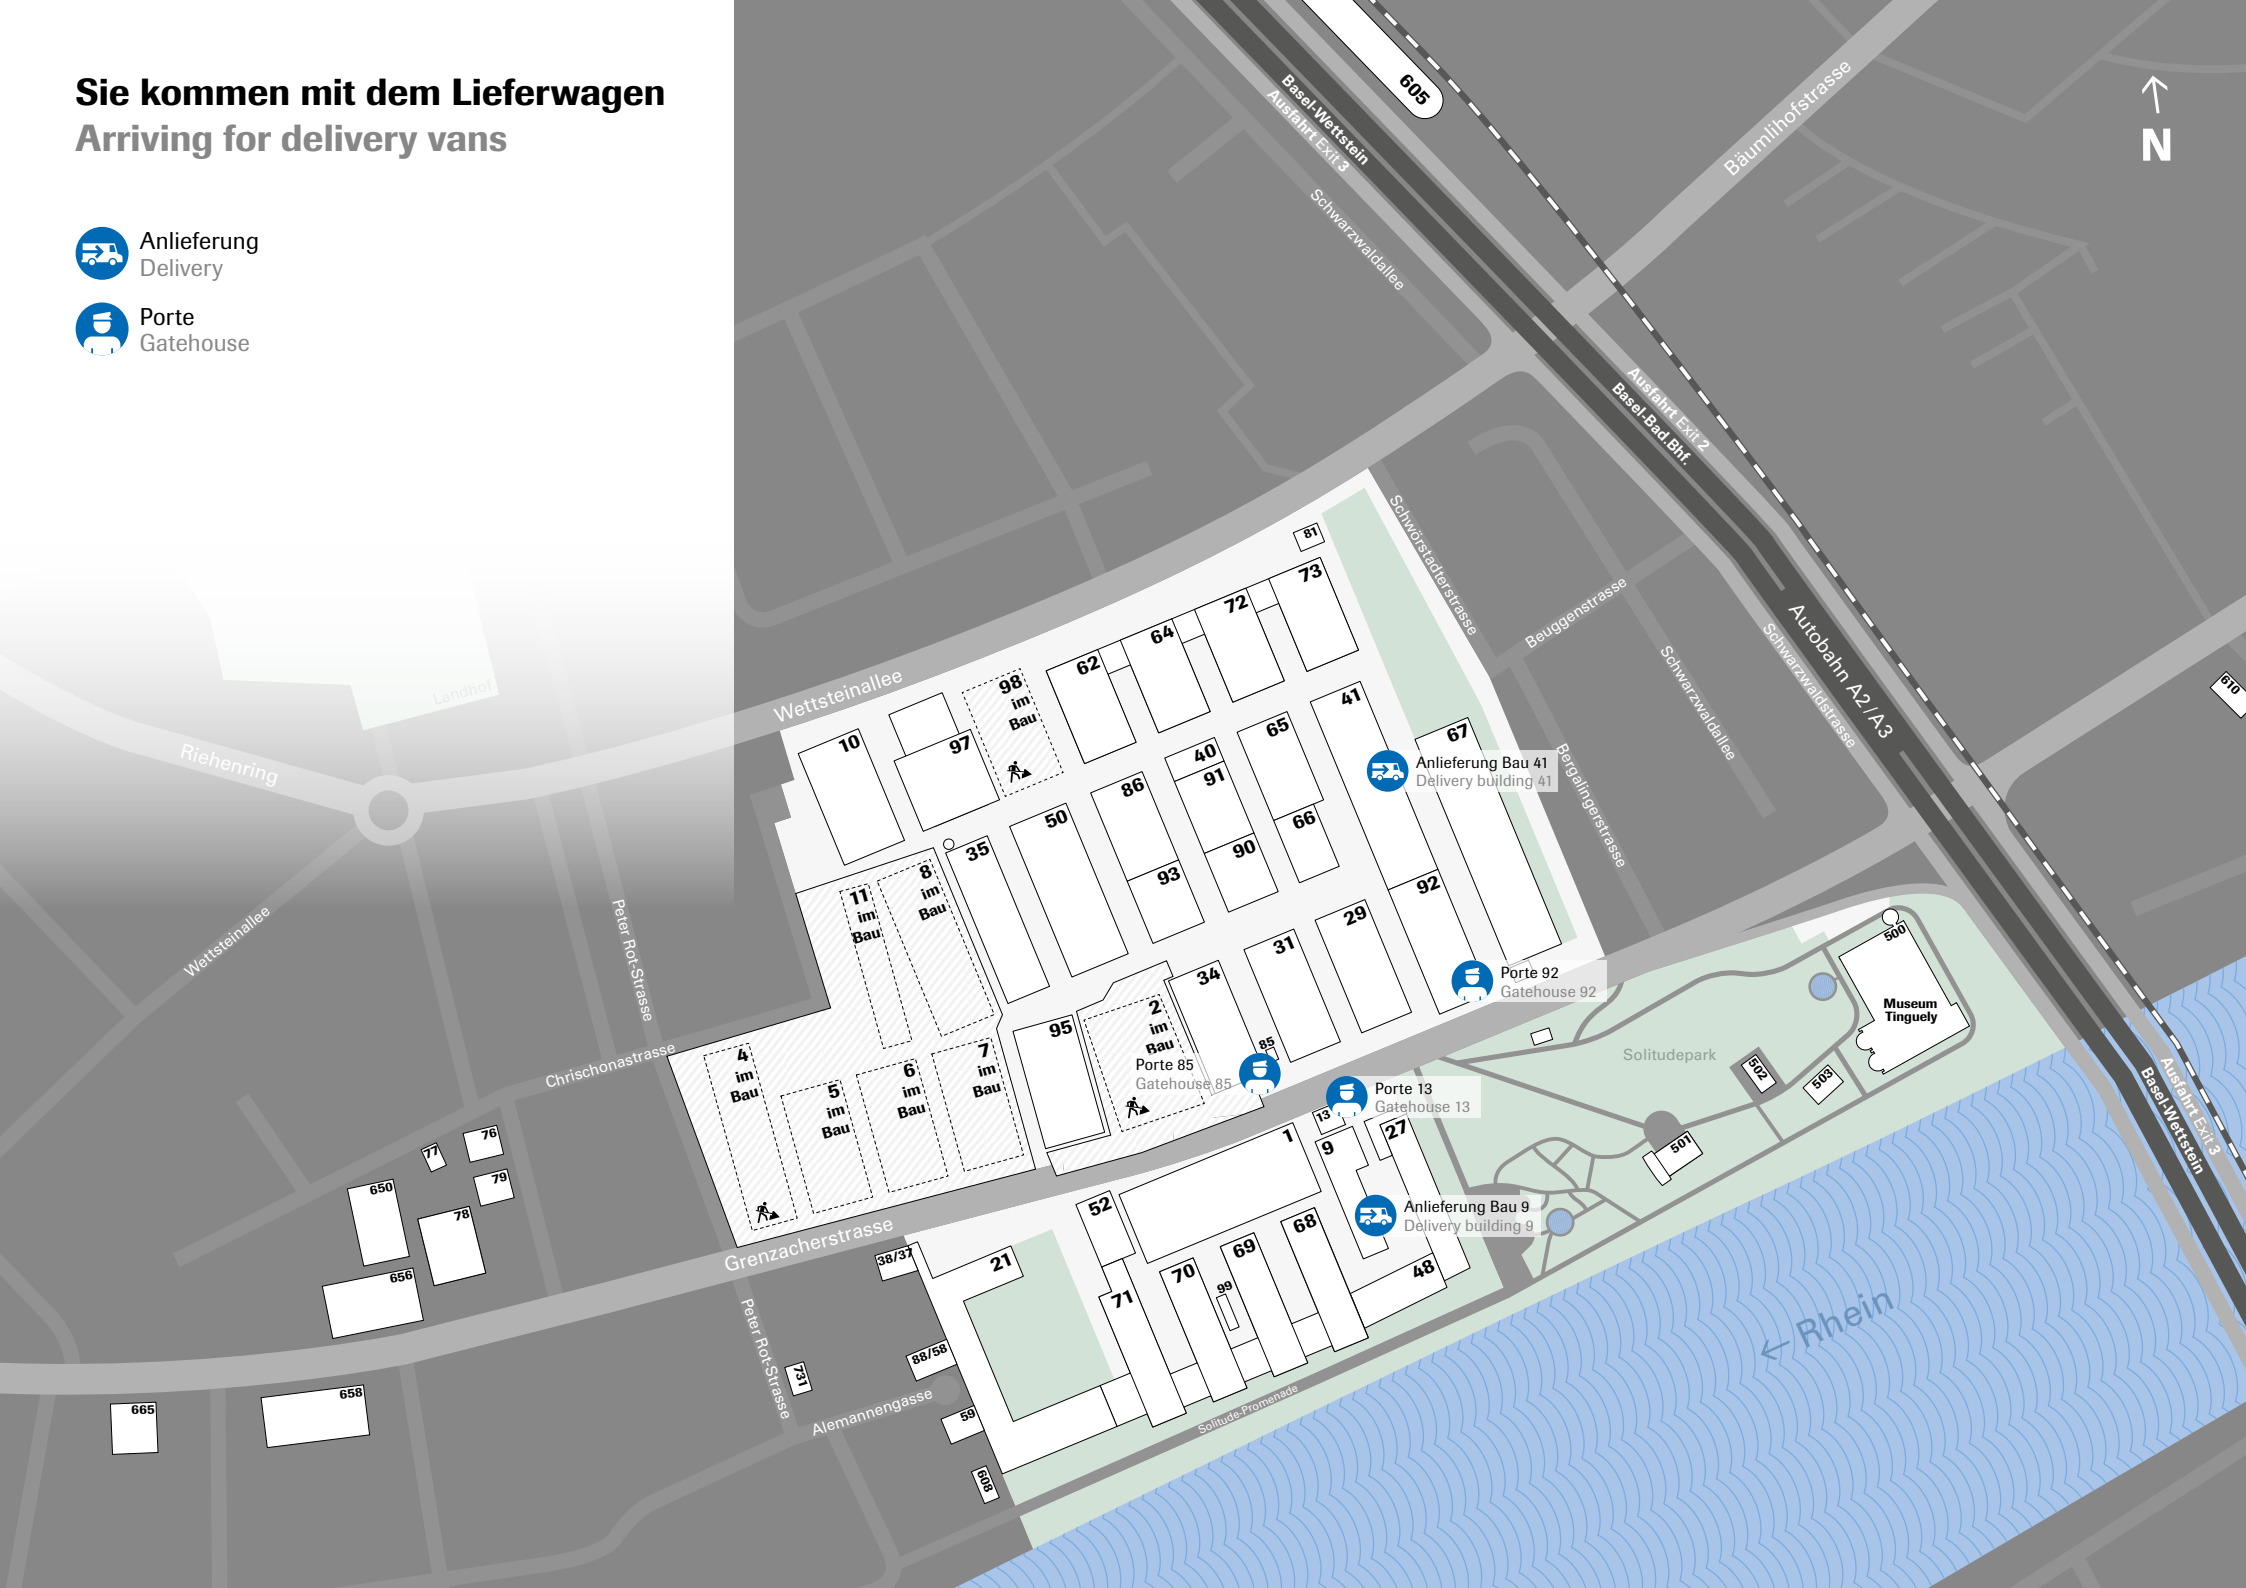 Sie kommen mit dem Lieferwagen
Arriving for delivery vans
Anlieferung
Delivery
Porte
Gatehouse
605
Basel-Wettstein
Ausfahrt Exit 3
Schwarzwaldallee
Bäumlihofstrasse
N
Ausfahrt Exit 2
Basel-Bad.Bhf.
Autobahn A2/A3
Schwarzwaldstrasse
Schwörstadterstrasse
Beuggenstrasse
Schwarzwaldallee
Bergalingerstrasse
610
Landhof
Riehenring
Wettsteinallee
Wettsteinallee
Peter Rot-Strasse
Chrischonastrasse
81
73
72
64
62
98
im
Bau
10
97
41
67
65
40
91
86
50
35
66
90
93
92
Anlieferung Bau 41
Delivery building 41
8
im
Bau
11
im
Bau
29
31
34
2
im
Bau
95
85
Porte 92
Gatehouse 92
Porte 85
Gatehouse 85
Porte 13
Gatehouse 13
4
im
Bau
5
im
Bau
6
im
Bau
7
im
Bau
13
1
9
27
52
68
69
70
71
99
48
21
Anlieferung Bau 9
Delivery building 9
Grenzacherstrasse
38/37
88/58
59
608
731
Peter Rot-Strasse
Alemannengasse
Solitude-Promenade
76
77
79
78
650
656
658
665
Solitudepark
500
Museum
Tinguely
502
503
501
Rhein
Ausfahrt Exit 3
Basel-Wettstein